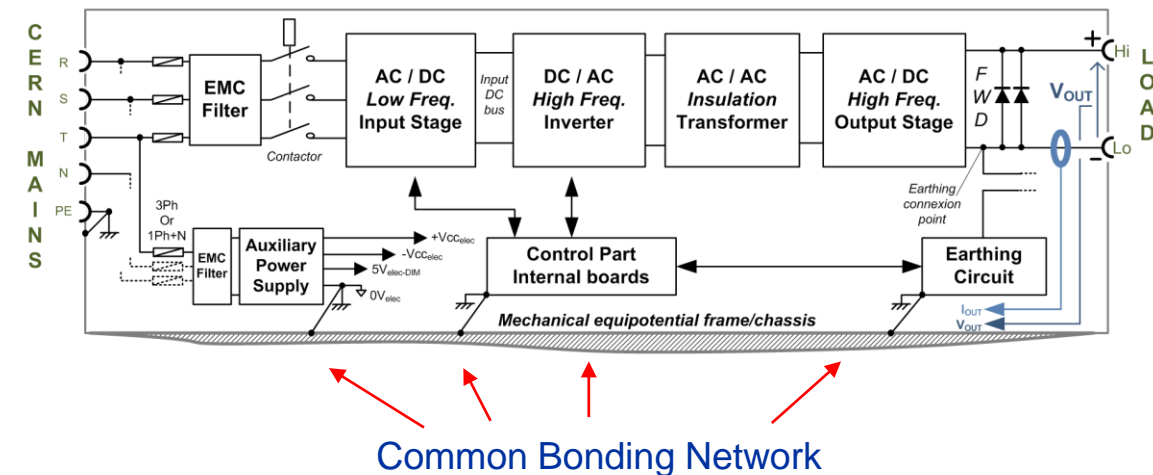 CERN MAINS
R
S
T
N
PE
EMC
Filter
Contactor
AC / DC
Low Freq.
Input Stage
Input
DC
bus
DC / AC
High Freq.
Inverter
AC / AC
Insulation
Transformer
AC / DC
High Freq.
Output Stage
F
W
D
+
Hi
VOUT
-
Lo
LOAD
Earthing
connexion
point
3Ph
Or
1Ph+N
EMC
Filter
Auxiliary
Power
Supply
+Vccelec
-Vccelec
5Velec-DIM
0Velec
Control Part
Internal boards
Earthing
Circuit
IOUT
VOUT
Mechanical equipotential frame/chassis
Common Bonding Network